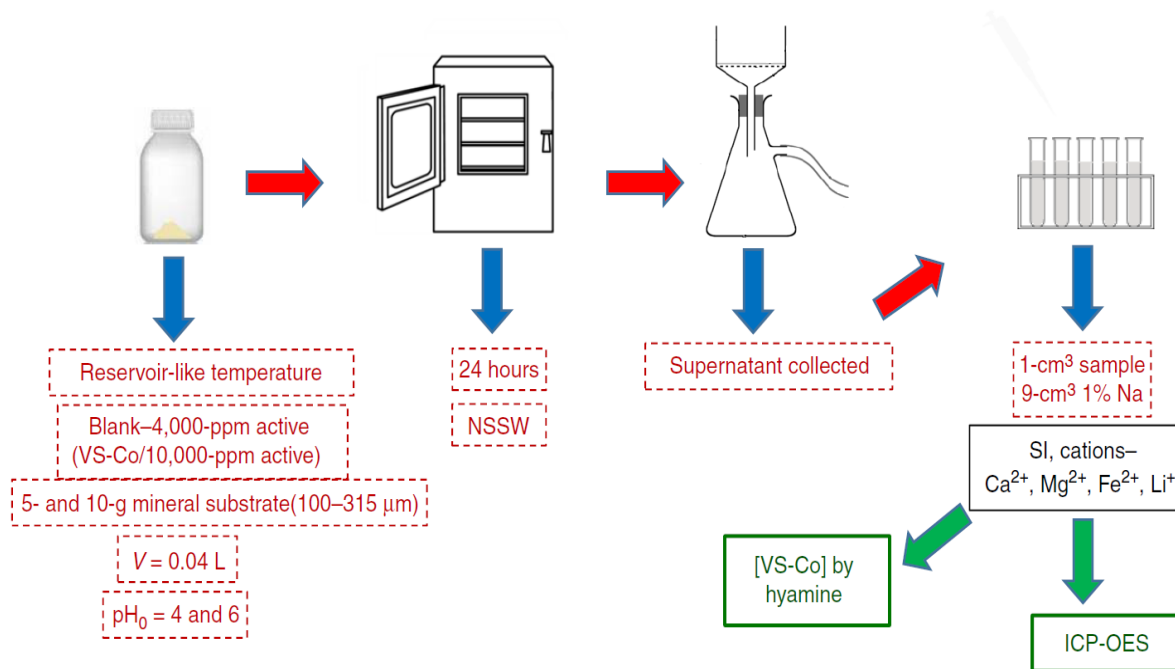 Reservoir-like temperature
Blank–4,000-ppm active
(VS-Co/10,000-ppm active)
5- and 10-g mineral substrate(100–315 μm)
V = 0.04 L
pH₀ = 4 and 6
24 hours
NSSW
Supernatant collected
1-cm³ sample
9-cm³ 1% Na
SI, cations–
Ca²⁺, Mg²⁺, Fe²⁺, Li⁺
[VS-Co] by
hyamine
ICP-OES